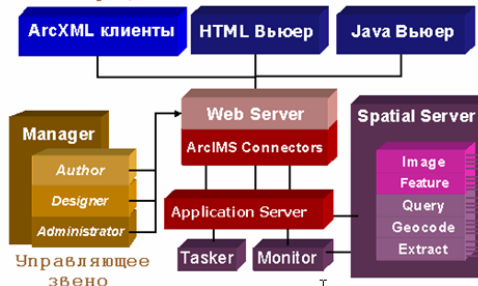 ArcXML клиенты
HTML Вьюер
Java Вьюер
Manager
Author
Designer
Administrator
Управляющее
звено
Web Server
ArcIMS Connectors
Application Server
Tasker
Monitor
Spatial Server
Image
Feature
Query
Geocode
Extract